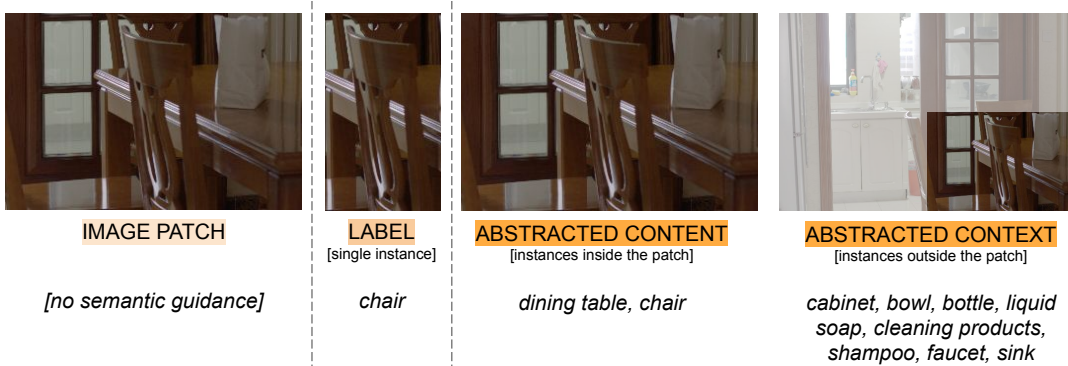 IMAGE PATCH
[no semantic guidance]
LABEL
[single instance]
chair
ABSTRACTED CONTENT
[instances inside the patch]
dining table, chair
ABSTRACTED CONTEXT
[instances outside the patch]
cabinet, bowl, bottle, liquid
soap, cleaning products,
shampoo, faucet, sink